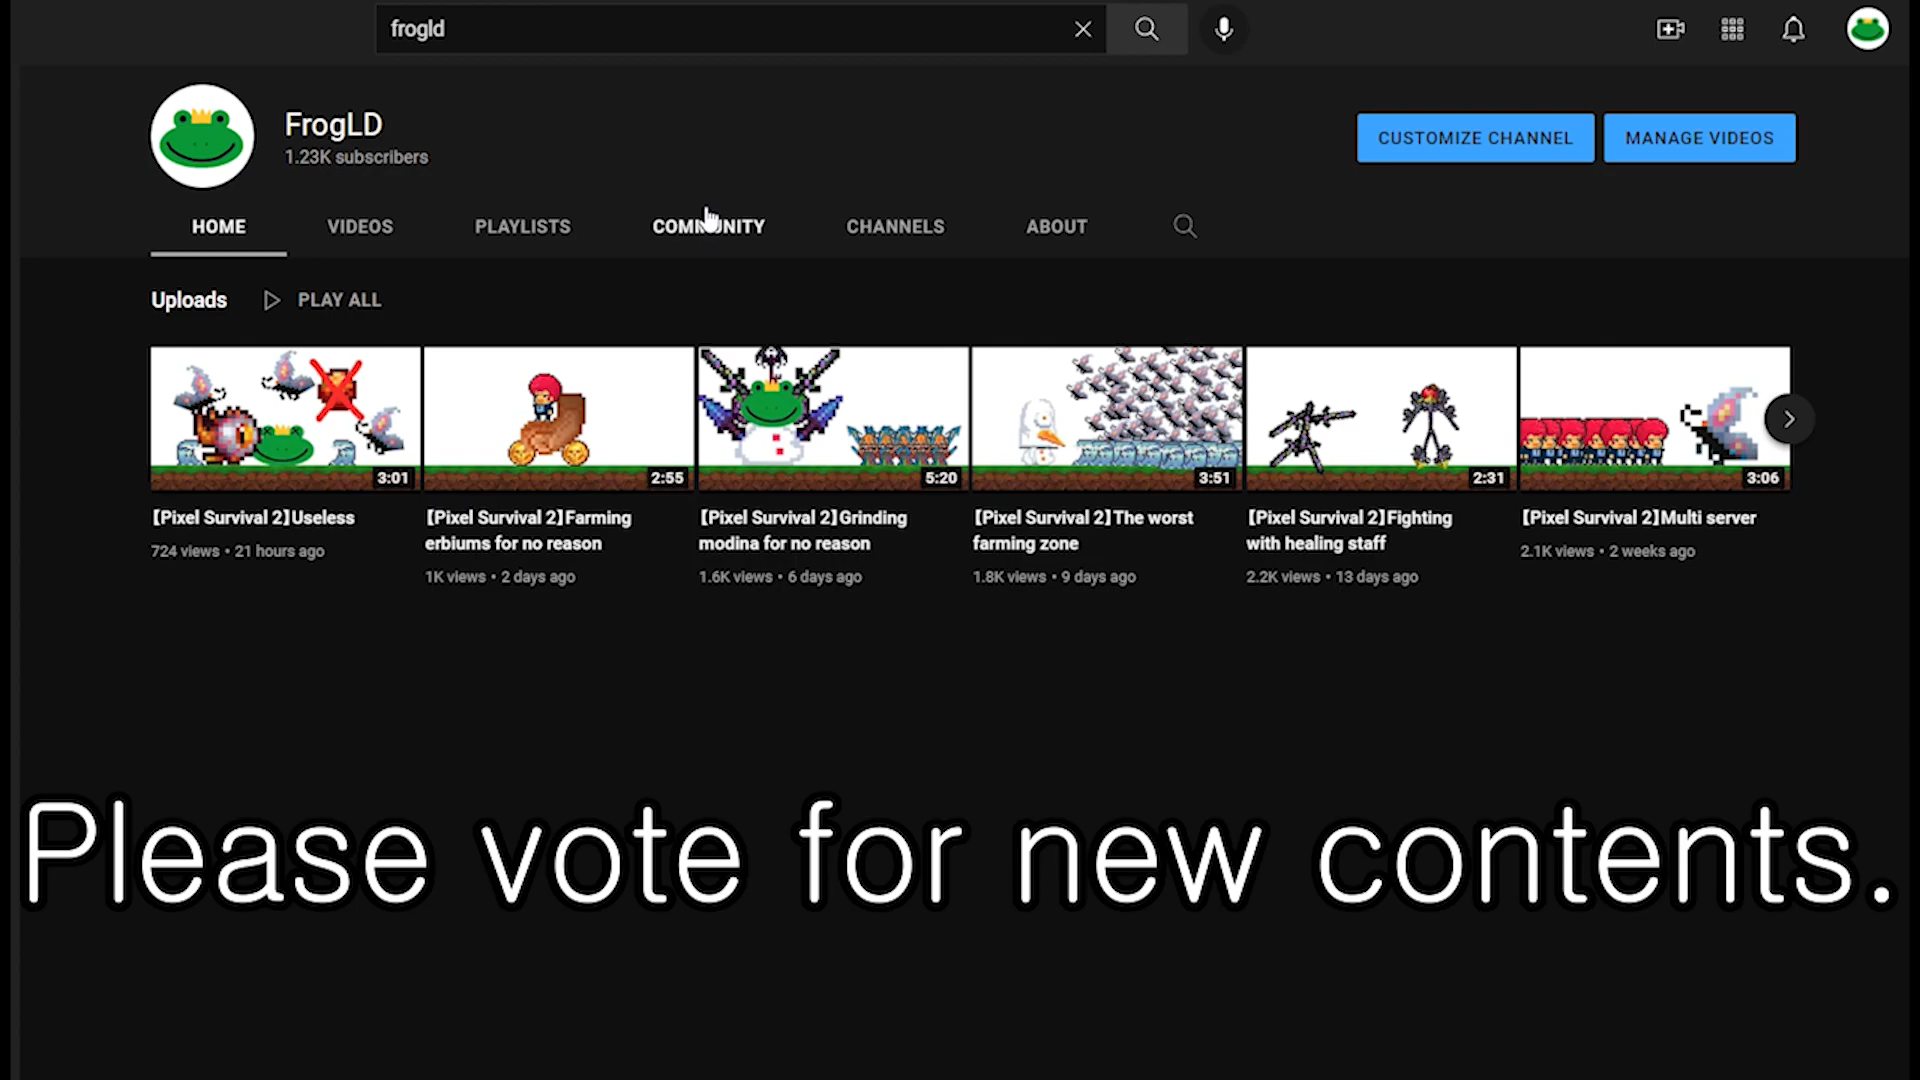 frogld
FrogLD
1.23K subscribers
CUSTOMIZE CHANNEL
MANAGE VIDEOS
HOME
VIDEOS
PLAYLISTS
COMMUNITY
CHANNELS
ABOUT
Uploads
PLAY ALL
3:01
2:55
5:20
3:51
2:31
3:06
【Pixel Survival 2】Useless
724 views • 21 hours ago
【Pixel Survival 2】Farming
erbiums for no reason
1K views • 2 days ago
【Pixel Survival 2】Grinding
modina for no reason
1.6K views • 6 days ago
【Pixel Survival 2】The worst
farming zone
1.8K views • 9 days ago
【Pixel Survival 2】Fighting
with healing staff
2.2K views • 13 days ago
【Pixel Survival 2】Multi server
2.1K views • 2 weeks ago
Please vote for new contents.